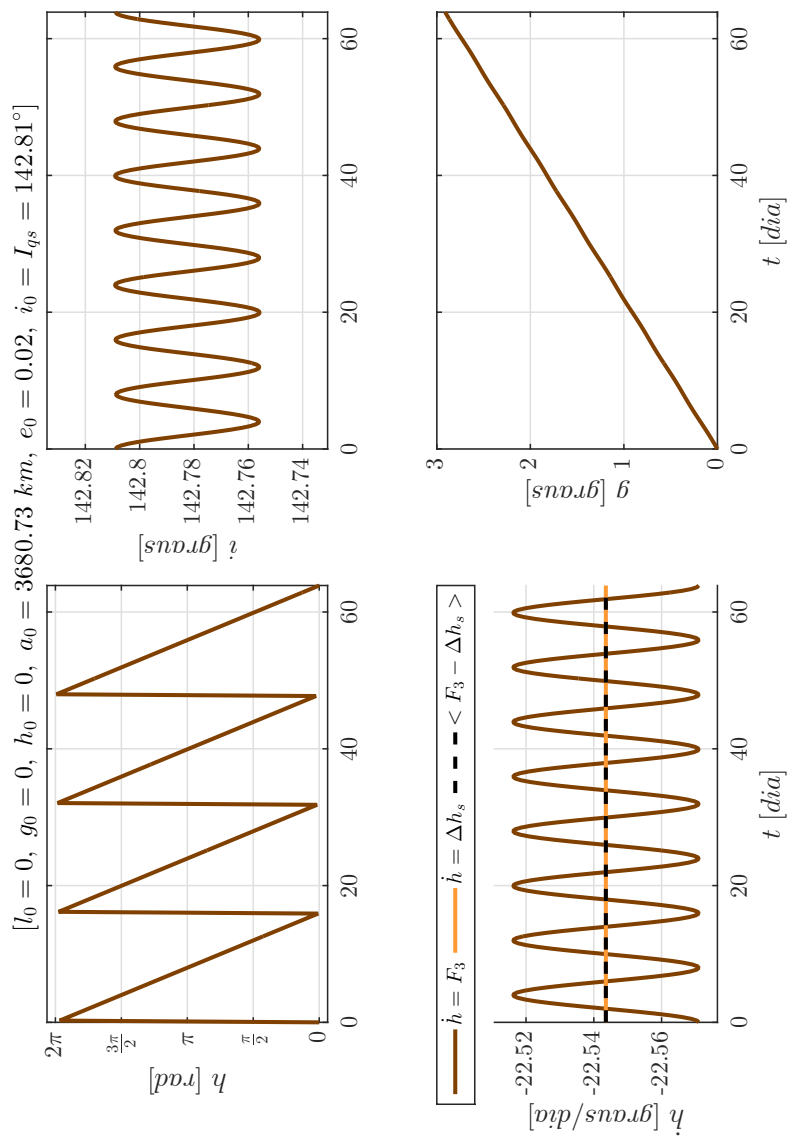 [l₀ = 0, g₀ = 0, h₀ = 0, a₀ = 3680.73 km, e₀ = 0.02, i₀ = I_qs = 142.81°]
h [rad]
2π
3π/2
π
π/2
0
0 20 40 60
i [graus]
142.82
142.8
142.78
142.76
142.74
0 20 40 60
ḣ = F₃ ḣ = Δh_s < F₃ − Δh_s >
ḣ [graus/dia]
-22.52
-22.54
-22.56
0 20 40 60
t [dia]
g [graus]
3
2
1
0
0 20 40 60
t [dia]